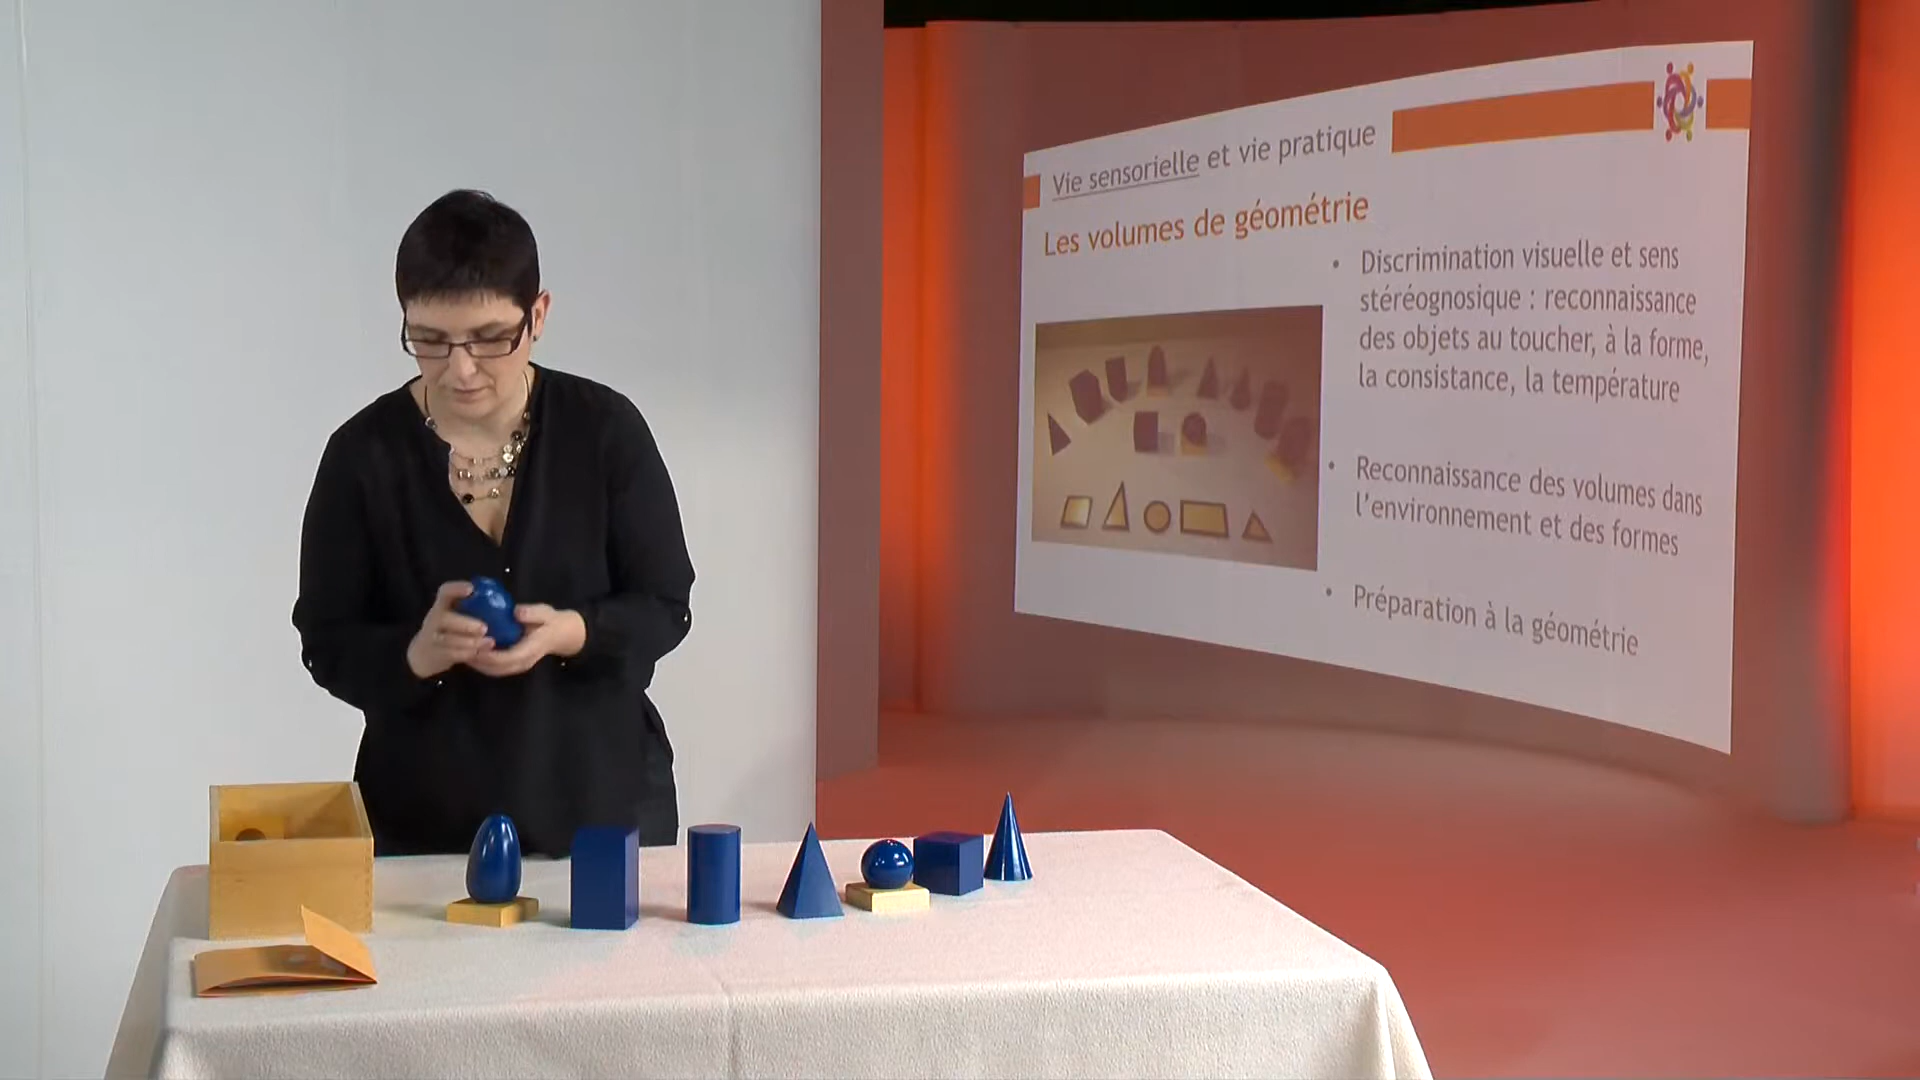 Vie sensorielle et vie pratique
Les volumes de géométrie
• Discrimination visuelle et sens
stéréognosique : reconnaissance
des objets au toucher, à la forme,
la consistance, la température
• Reconnaissance des volumes dans
l'environnement et des formes
• Préparation à la géométrie